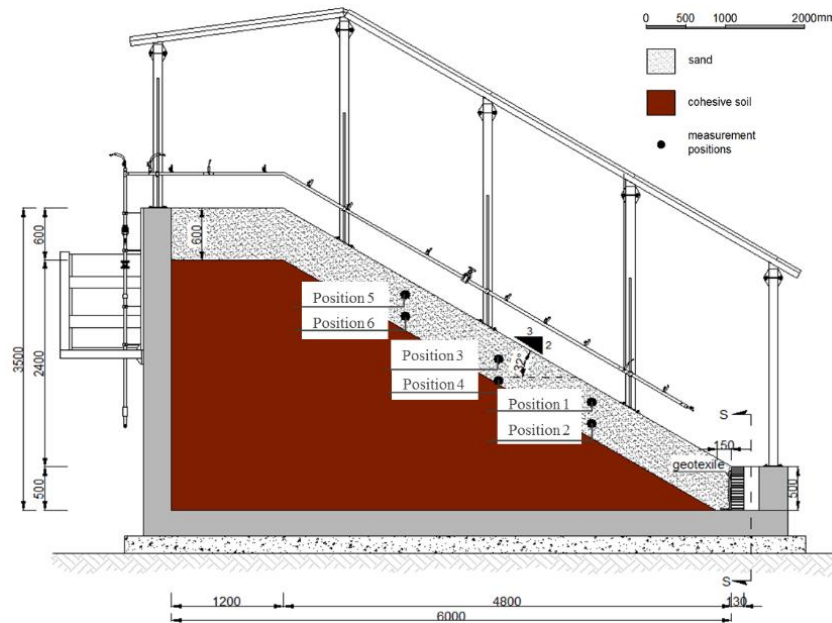 0 500 1000 2000mm
sand
cohesive soil
measurement
positions
600
600
3500
2400
500
Position 5
Position 6
Position 3
Position 4
Position 1
Position 2
3
2
32°
S
150
geotexile
500
S
1200
4800
130
6000